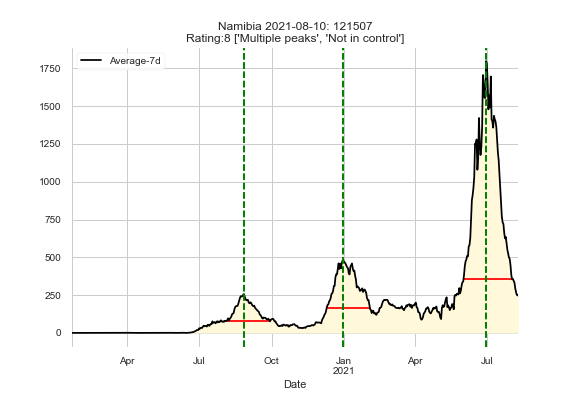 Namibia 2021-08-10: 121507
Rating:8 ['Multiple peaks', 'Not in control']
Average-7d
1750
1500
1250
1000
750
500
250
0
Apr
Jul
Oct
Jan
2021
Apr
Jul
Date